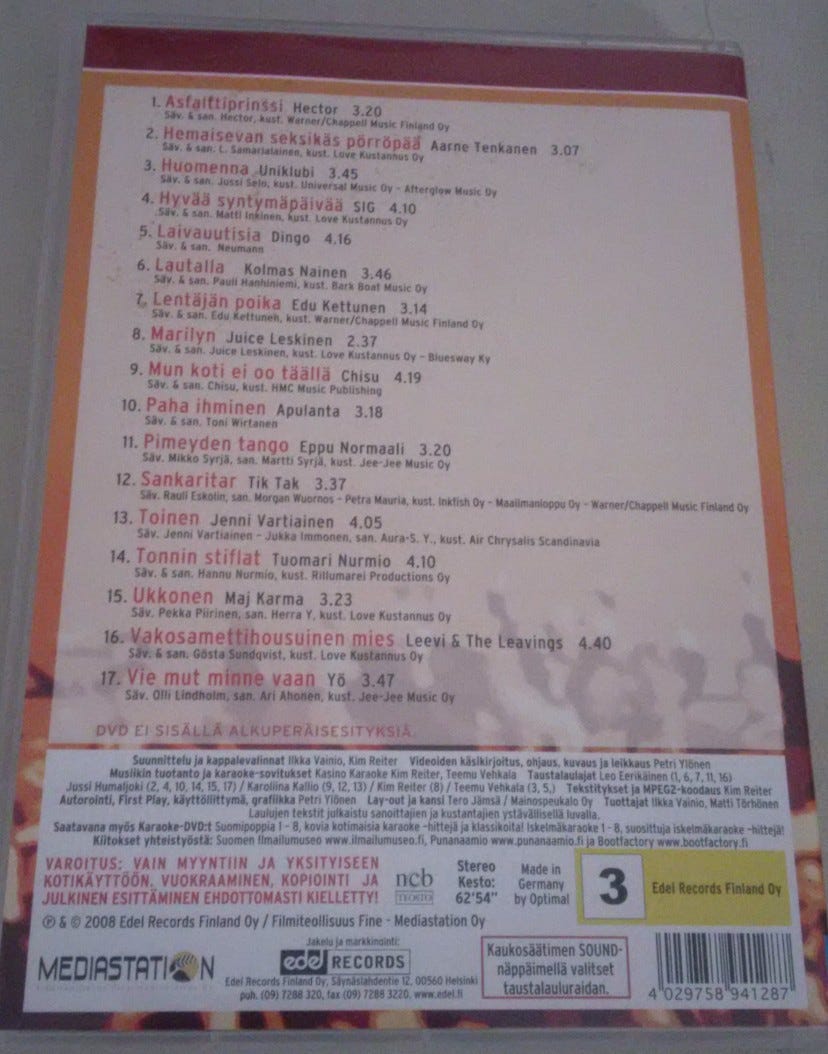 1. Asfalttiprinssi Hector 3.20
Säv. & san. Hector, kust. Warner/Chappell Music Finland Oy
2. Hemaisevan seksikäs pörröpää Aarne Tenkanen 3.07
Säv. & san. L. Samarialainen, kust. Love Kustannus Oy
3. Huomenna Uniklubi 3.45
Säv. & san. Jussi Selo, kust. Universal Music Oy - Afterglow Music Oy
4. Hyvää syntymäpäivää SIG 4.10
Säv. & san. Matti Inkinen, kust. Love Kustannus Oy
5. Laivauutisia Dingo 4.16
Säv. & san. Neumann
6. Lautalla Kolmas Nainen 3.46
Säv. & san. Pauli Hanhiniemi, kust. Bark Boat Music Oy
7. Lentäjän poika Edu Kettunen 3.14
Säv. & san. Edu Kettunen, kust. Warner/Chappell Music Finland Oy
8. Marilyn Juice Leskinen 2.37
Säv. & san. Juice Leskinen, kust. Love Kustannus Oy - Bluesway Ky
9. Mun koti ei oo täällä Chisu 4.19
Säv. & san. Chisu, kust. HMC Music Publishing
10. Paha ihminen Apulanta 3.18
Säv. & san. Toni Wirtanen
11. Pimeyden tango Eppu Normaali 3.20
Säv. Mikko Syrjä, san. Martti Syrjä, kust. Jee-Jee Music Oy
12. Sankaritar Tik Tak 3.37
Säv. Rauli Eskolin, san. Morgan Wuornos - Petra Mauria, kust. Inkfish Oy - Maailmanloppu Oy - Warner/Chappell Music Finland Oy
13. Toinen Jenni Vartiainen 4.05
Säv. Jenni Vartiainen - Jukka Immonen, san. Aura-S. Y., kust. Air Chrysalis Scandinavia
14. Tonnin stiflat Tuomari Nurmio 4.10
Säv. & san. Hannu Nurmio, kust. Rillumarei Productions Oy
15. Ukkonen Maj Karma 3.23
Säv. Pekka Piirinen, san. Herra Y, kust. Love Kustannus Oy
16. Vakosamettihousuinen mies Leevi & The Leavings 4.40
Säv. & san. Gösta Sundqvist, kust. Love Kustannus Oy
17. Vie mut minne vaan Yö 3.47
Säv. Olli Lindholm, san. Ari Ahonen, kust. Jee-Jee Music Oy
DVD EI SISÄLLÄ ALKUPERÄISESITYKSIÄ.
Suunnittelu ja kappalevalinnat Ilkka Vainio, Kim Reiter Videoiden käsikirjoitus, ohjaus, kuvaus ja leikkaus Petri Ylönen
Musiikin tuotanto ja karaoke-sovitukset Kasino Karaoke Kim Reiter, Teemu Vehkala Taustalaulajat Leo Eerikäinen (1, 6, 7, 11, 16)
Jussi Humaljoki (2, 4, 10, 14, 15, 17) / Karoliina Kallio (9, 12, 13) / Kim Reiter (8) / Teemu Vehkala (3, 5,) Tekstitykset ja MPEG2-koodaus Kim Reiter
Autorointi, First Play, käyttöliittymä, grafiikka Petri Ylönen Lay-out ja kansi Tero Jämsä / Mainospeukalo Oy Tuottajat Ilkka Vainio, Matti Törhönen
Laulujen tekstit julkaistu sanoittajien ja kustantajien ystävällisellä luvalla.
Saatavana myös Karaoke-DVD:t Suomipoppia 1 - 8, kovia kotimaisia karaoke -hittejä ja klassikoita! Iskelmäkaraoke 1 - 8, suosittuja iskelmäkaraoke -hittejä!
Kiitokset yhteistyöstä: Suomen Ilmailumuseo www.ilmailumuseo.fi, Punanaamio www.punanaamio.fi ja Bootfactory www.bootfactory.fi
VAROITUS: VAIN MYYNTIIN JA YKSITYISEEN
KOTIKÄYTTÖÖN, VUOKRAAMINEN, KOPIOINTI JA
JULKINEN ESITTÄMINEN EHDOTTOMASTI KIELLETTY!
ncb
TEOSTO
Stereo
Kesto:
62'54"
Made in
Germany
by Optimal
3
Edel Records Finland Oy
℗ & © 2008 Edel Records Finland Oy / Filmiteollisuus Fine - Mediastation Oy
MEDIASTATION
Jakelu ja markkinointi:
edel RECORDS
Edel Records Finland Oy, Säynäslahdentie 12, 00560 Helsinki
puh. (09) 7288 320, fax (09) 7288 3220. www.edel.fi
Kaukosäätimen SOUND-
näppäimellä valitset
taustalauluraidan.
4 029758 941287